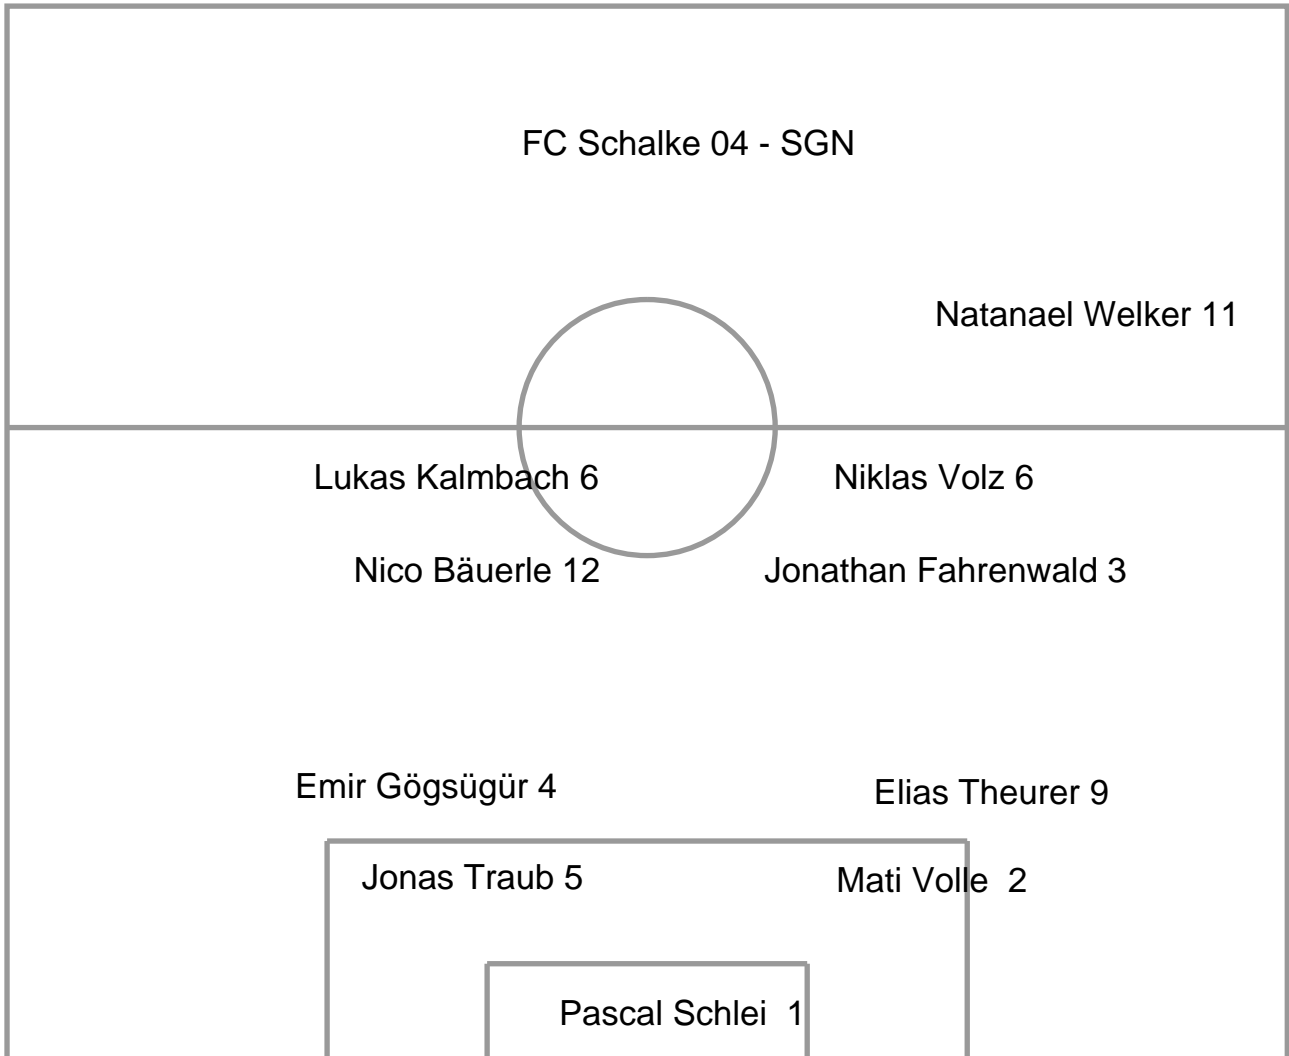 FC Schalke 04 - SGN
Natanael Welker 11
Lukas Kalmbach 6
Niklas Volz 6
Nico Bäuerle 12
Jonathan Fahrenwald 3
Emir Gögsügür 4
Elias Theurer 9
Jonas Traub 5
Mati Volle  2
Pascal Schlei  1